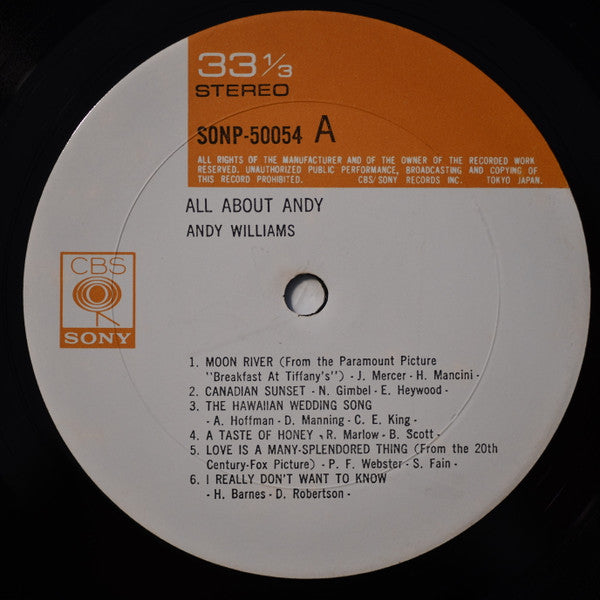 33 1/3
STEREO
SONP-50054 A
ALL RIGHTS OF THE MANUFACTURER AND OF THE OWNER OF THE RECORDED WORK
RESERVED. UNAUTHORIZED PUBLIC PERFORMANCE, BROADCASTING AND COPYING OF
THIS RECORD PROHIBITED. CBS/SONY RECORDS INC. TOKYO JAPAN.
ALL ABOUT ANDY
ANDY WILLIAMS
CBS
SONY
1. MOON RIVER (From the Paramount Picture
"Breakfast At Tiffany's") - J. Mercer - H. Mancini -
2. CANADIAN SUNSET - N. Gimbel - E. Heywood -
3. THE HAWAIIAN WEDDING SONG
- A. Hoffman - D. Manning - C. E. King -
4. A TASTE OF HONEY - R. Marlow - B. Scott -
5. LOVE IS A MANY-SPLENDORED THING (From the 20th
Century-Fox Picture) - P. F. Webster - S. Fain -
6. I REALLY DON'T WANT TO KNOW
- H. Barnes - D. Robertson -